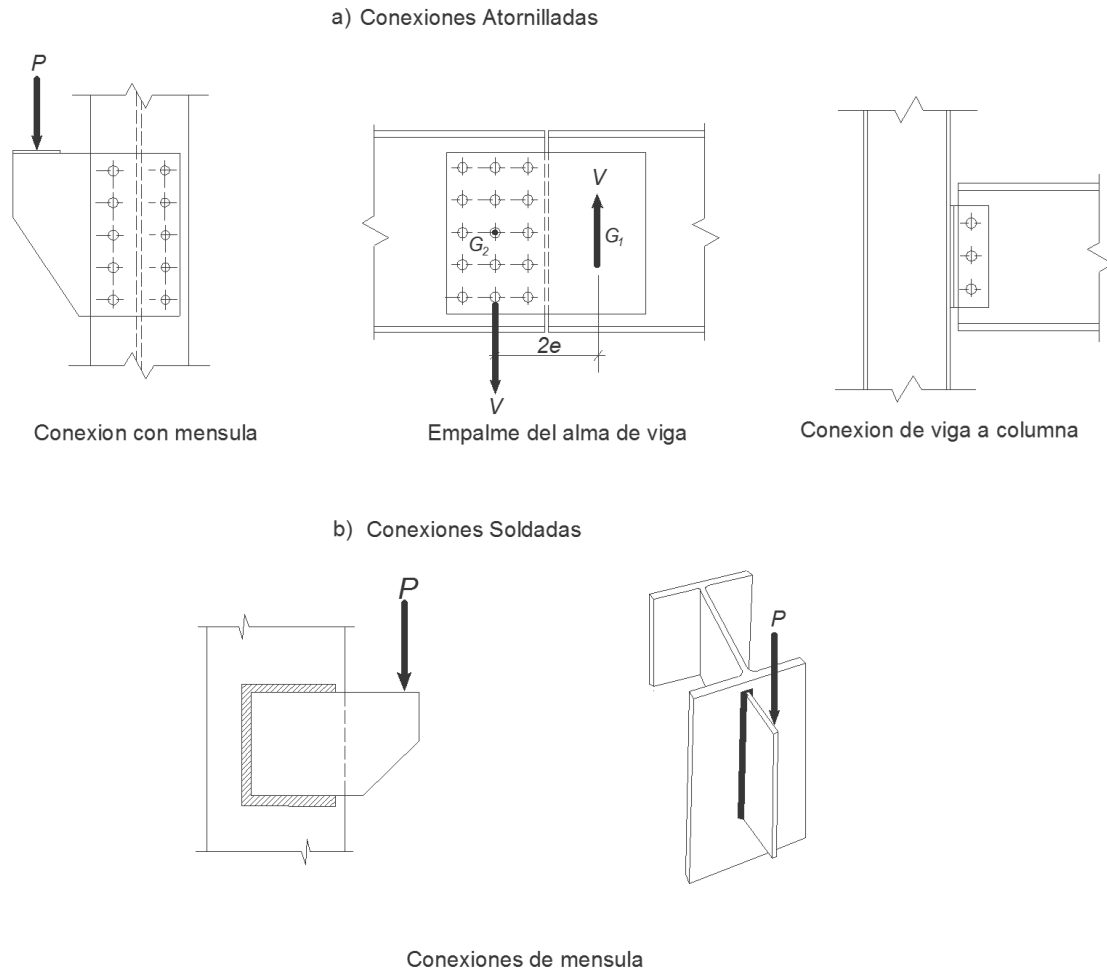 a) Conexiones Atornilladas
P
V
G1
G2
2e
V
Conexion con mensula
Empalme del alma de viga
Conexion de viga a columna
b) Conexiones Soldadas
P
P
Conexiones de mensula